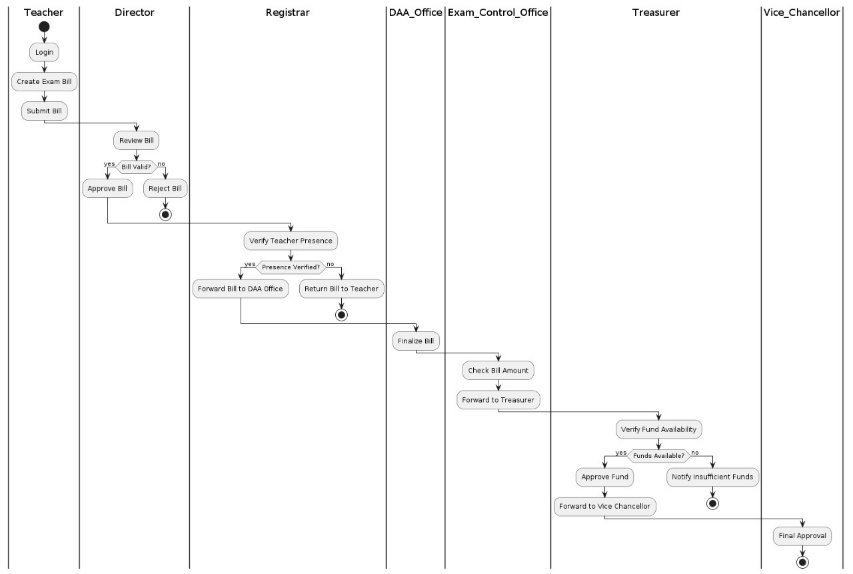 Teacher Director Registrar DAA_Office Exam_Control_Office Treasurer Vice_Chancellor
Login
Create Exam Bill
Submit Bill
Review Bill
yes Bill Valid? no
Approve Bill Reject Bill
Verify Teacher Presence
yes Presence Verified? no
Forward Bill to DAA Office Return Bill to Teacher
Finalize Bill
Check Bill Amount
Forward to Treasurer
Verify Fund Availability
yes Funds Available? no
Approve Fund Notify Insufficient Funds
Forward to Vice Chancellor
Final Approval